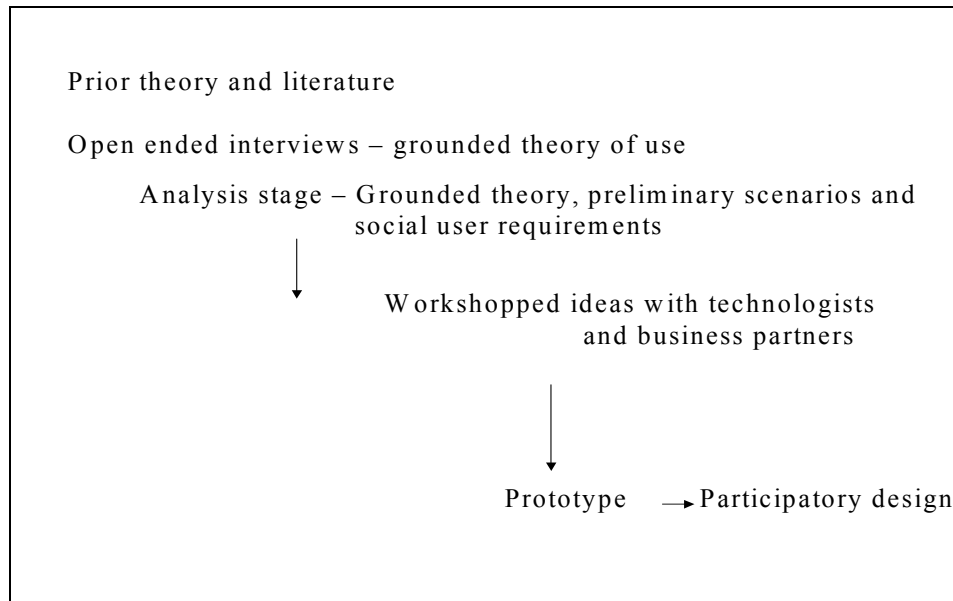 Prior theory and literature
Open ended interviews – grounded theory of use
Analysis stage – Grounded theory, preliminary scenarios and
social user requirements
Workshopped ideas with technologists
and business partners
Prototype
Participatory design